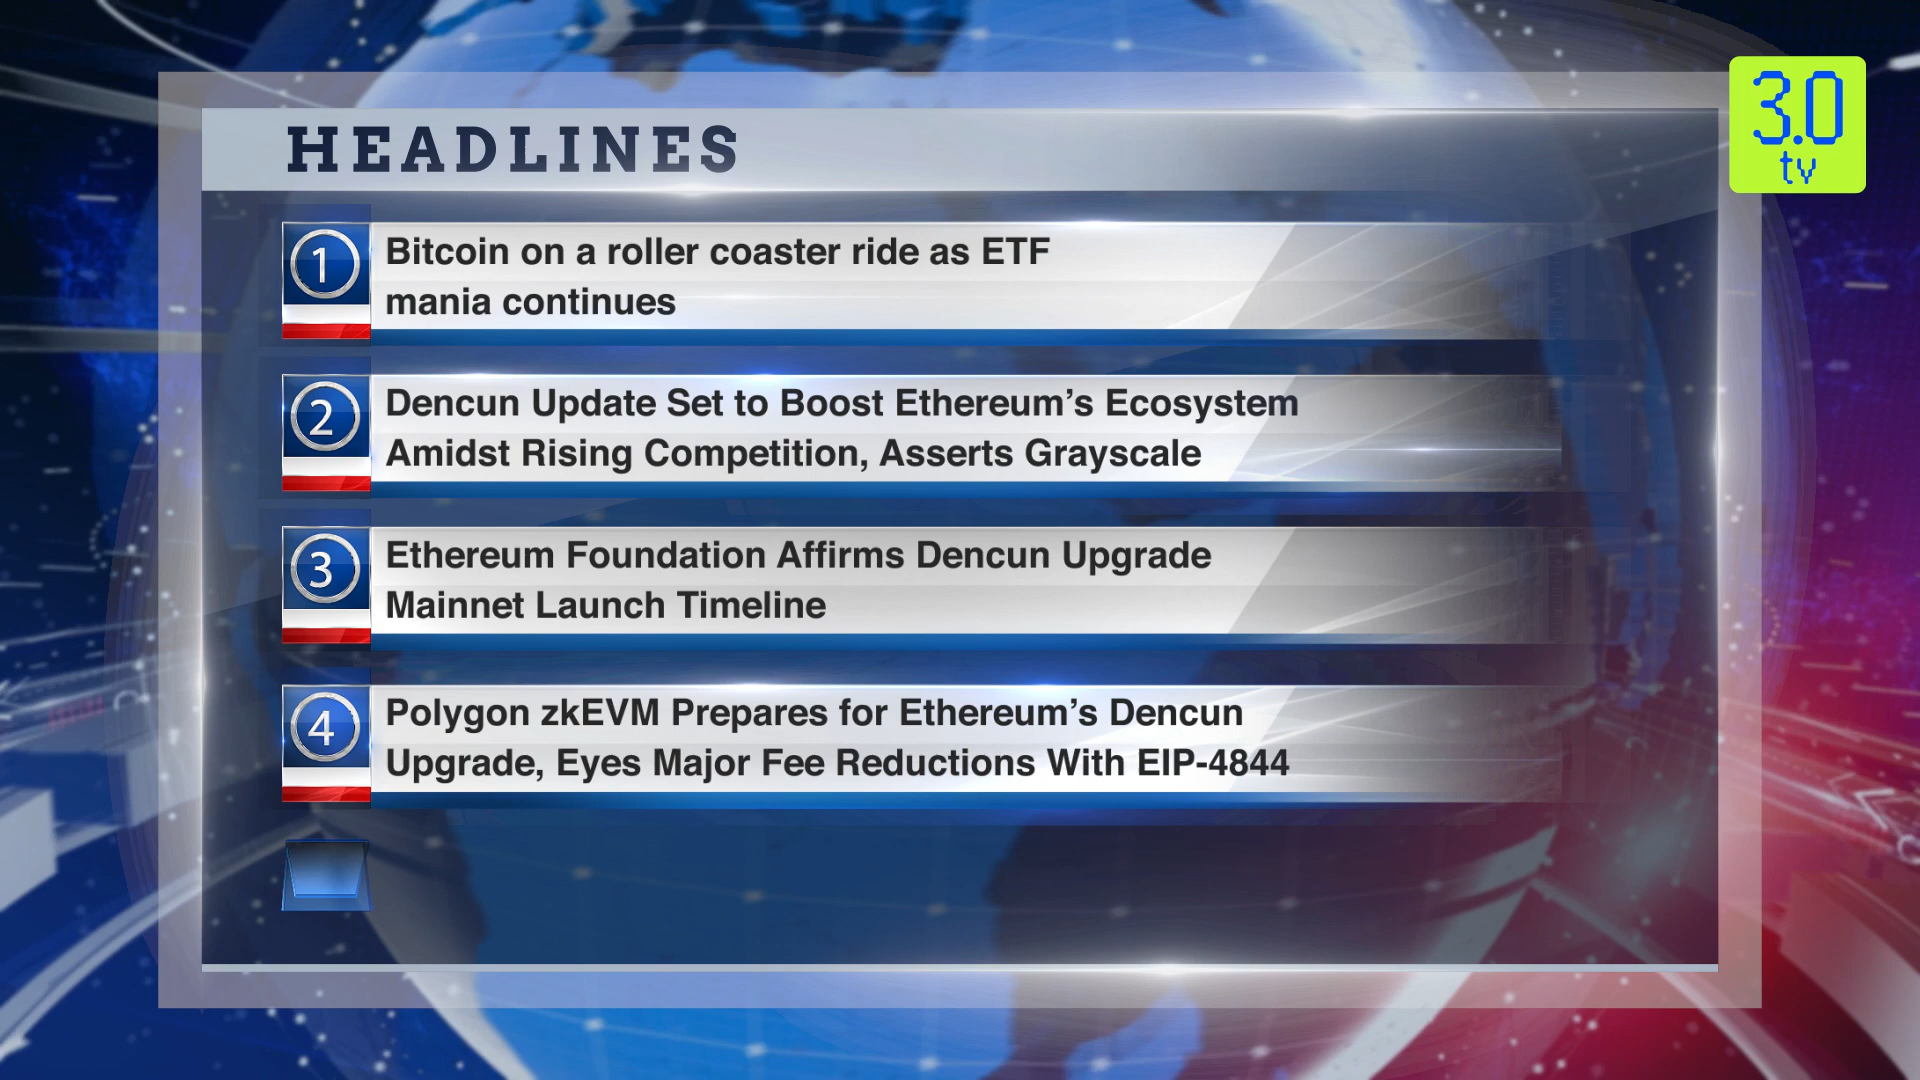 HEADLINES
3.0
tv
1
Bitcoin on a roller coaster ride as ETF
mania continues
2
Dencun Update Set to Boost Ethereum’s Ecosystem
Amidst Rising Competition, Asserts Grayscale
3
Ethereum Foundation Affirms Dencun Upgrade
Mainnet Launch Timeline
4
Polygon zkEVM Prepares for Ethereum’s Dencun
Upgrade, Eyes Major Fee Reductions With EIP-4844